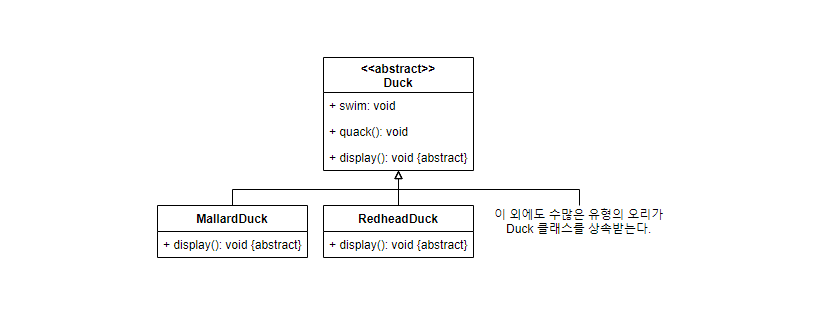 <<abstract>>
Duck
+ swim: void
+ quack(): void
+ display(): void {abstract}
MallardDuck
+ display(): void {abstract}
RedheadDuck
+ display(): void {abstract}
이 외에도 수많은 유형의 오리가
Duck 클래스를 상속받는다.